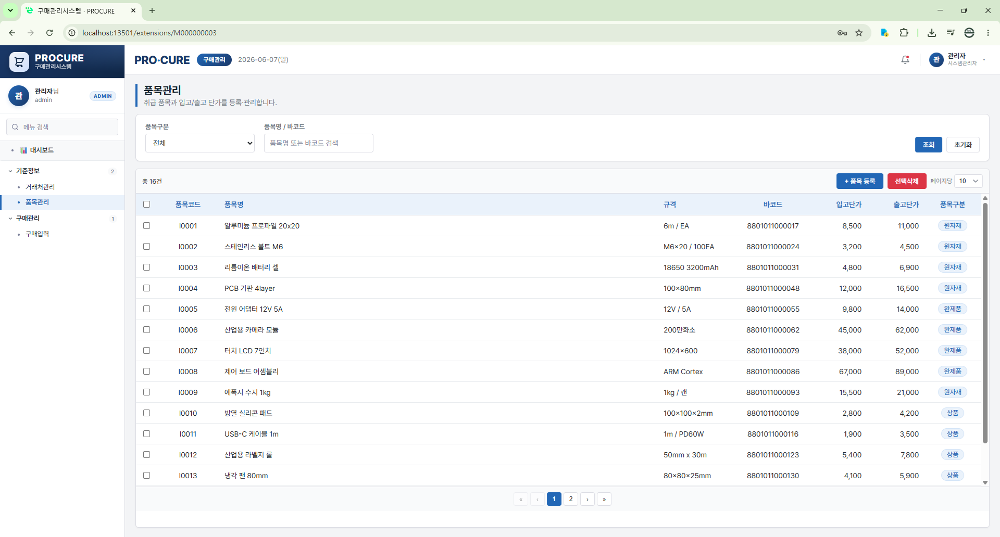 구매관리시스템 · PROCURE
localhost:13501/extensions/M000000003
PROCURE
구매관리시스템
PRO·CURE 구매관리 2026-06-07(일)
관 관리자
시스템관리자
관 관리자님
admin
ADMIN
메뉴 검색
대시보드
기준정보 2
거래처관리
품목관리
구매관리 1
구매입력
품목관리
취급 품목과 입고/출고 단가를 등록·관리합니다.
품목구분 품목명 / 바코드
전체 품목명 또는 바코드 검색
조회 초기화
총 16건 + 품목 등록 선택삭제 페이지당 10
품목코드 품목명 규격 바코드 입고단가 출고단가 품목구분
I0001 알루미늄 프로파일 20x20 6m / EA 8801011000017 8,500 11,000 원자재
I0002 스테인리스 볼트 M6 M6×20 / 100EA 8801011000024 3,200 4,500 원자재
I0003 리튬이온 배터리 셀 18650 3200mAh 8801011000031 4,800 6,900 원자재
I0004 PCB 기판 4layer 100×80mm 8801011000048 12,000 16,500 원자재
I0005 전원 어댑터 12V 5A 12V / 5A 8801011000055 9,800 14,000 완제품
I0006 산업용 카메라 모듈 200만화소 8801011000062 45,000 62,000 완제품
I0007 터치 LCD 7인치 1024×600 8801011000079 38,000 52,000 완제품
I0008 제어 보드 어셈블리 ARM Cortex 8801011000086 67,000 89,000 완제품
I0009 에폭시 수지 1kg 1kg / 캔 8801011000093 15,500 21,000 원자재
I0010 방열 실리콘 패드 100×100×2mm 8801011000109 2,800 4,200 상품
I0011 USB-C 케이블 1m 1m / PD60W 8801011000116 1,900 3,500 상품
I0012 산업용 라벨지 롤 50mm x 30m 8801011000123 5,400 7,800 상품
I0013 냉각 팬 80mm 80×80×25mm 8801011000130 4,100 5,900 상품
« ‹ 1 2 › »